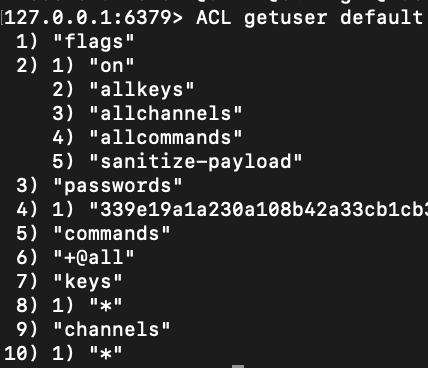 [127.0.0.1:6379> ACL getuser default
1) "flags"
2) 1) "on"
2) "allkeys"
3) "allchannels"
4) "allcommands"
5) "sanitize-payload"
3) "passwords"
4) 1) "339e19a1a230a108b42a33cb1cb3
5) "commands"
6) "+@all"
7) "keys"
8) 1) "*"
9) "channels"
10) 1) "*"